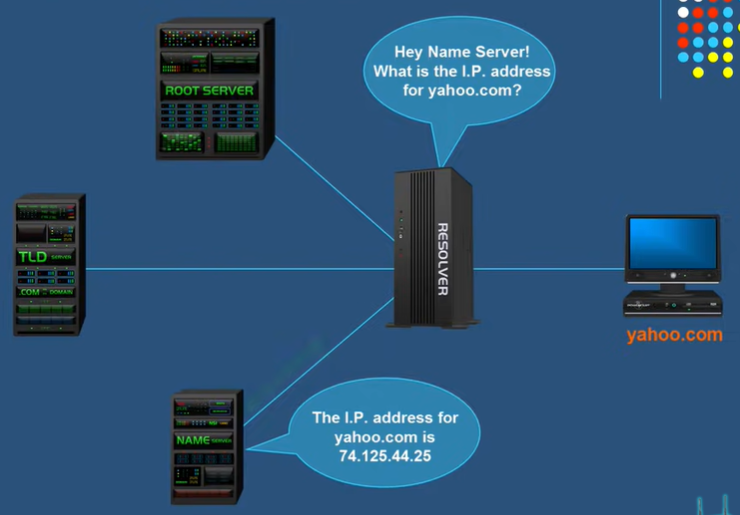 Hey Name Server!
What is the I.P. address
for yahoo.com?
ROOT SERVER
RESOLVER
TLD SERVER
.COM DOMAIN
yahoo.com
The I.P. address for
yahoo.com is
74.125.44.25
NAME SERVER